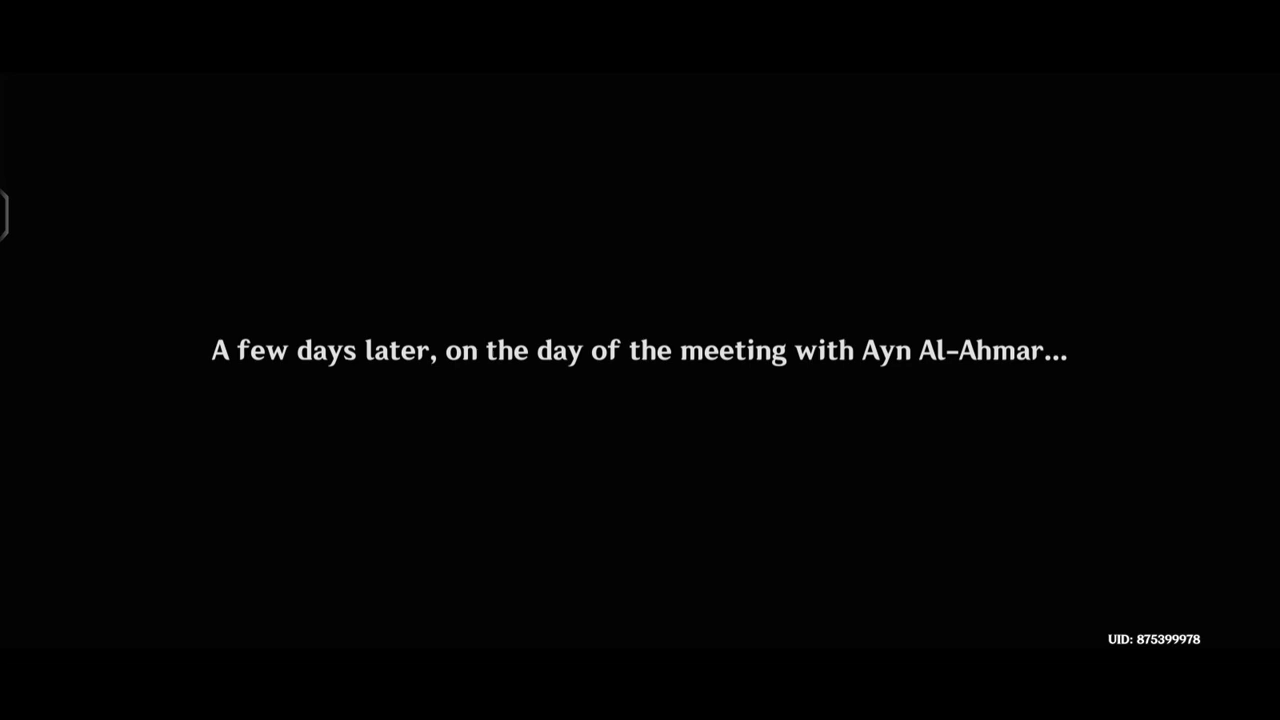 A few days later, on the day of the meeting with Ayn Al-Ahmar...
UID: 875399978